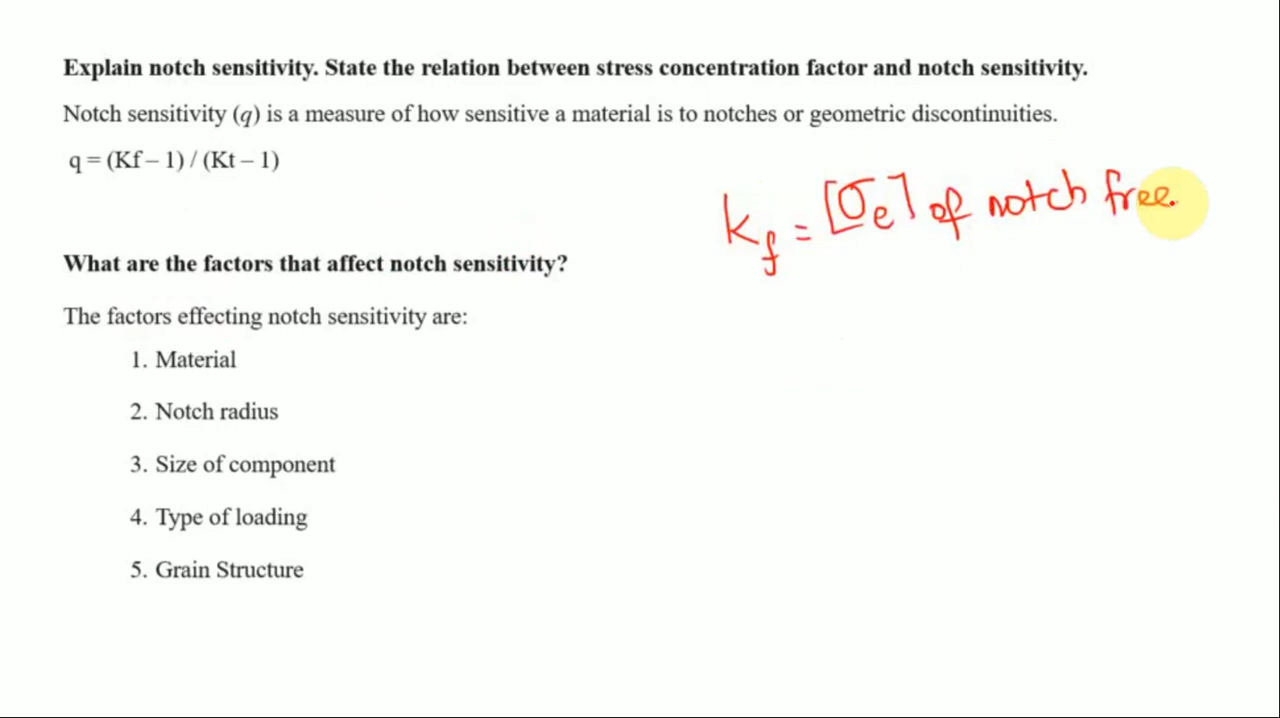 Explain notch sensitivity. State the relation between stress concentration factor and notch sensitivity.
Notch sensitivity (q) is a measure of how sensitive a material is to notches or geometric discontinuities.
q = (Kf – 1) / (Kt – 1)
kf = [σe] of notch free.
What are the factors that affect notch sensitivity?
The factors effecting notch sensitivity are:
1. Material
2. Notch radius
3. Size of component
4. Type of loading
5. Grain Structure